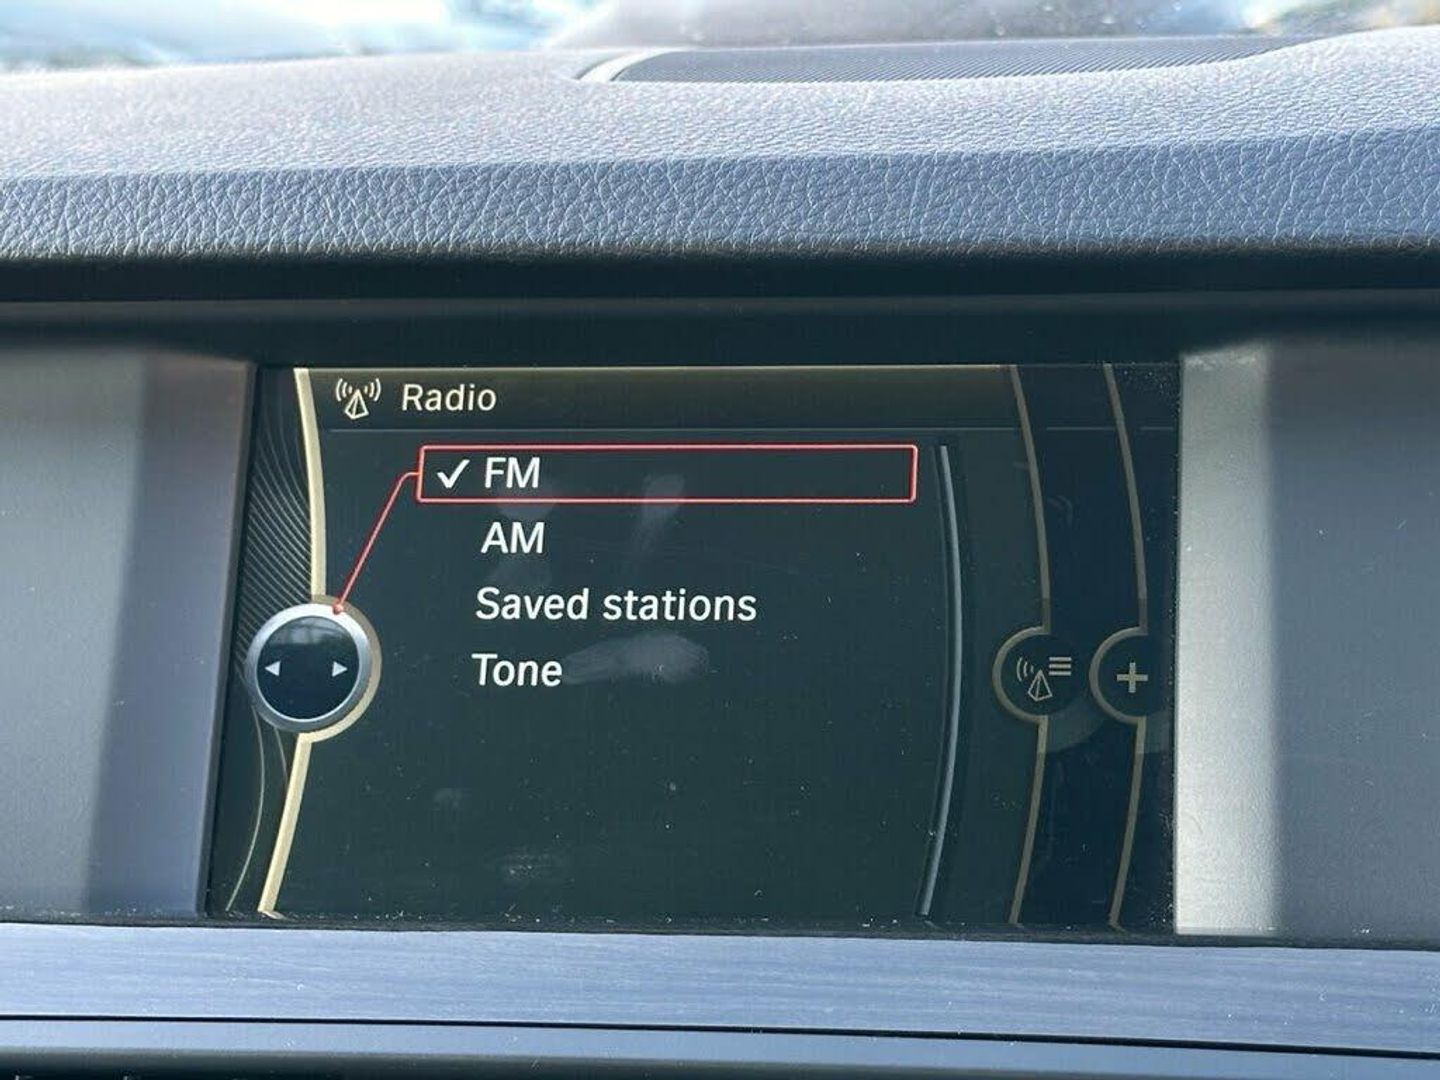 Radio
✓ FM
AM
Saved stations
Tone